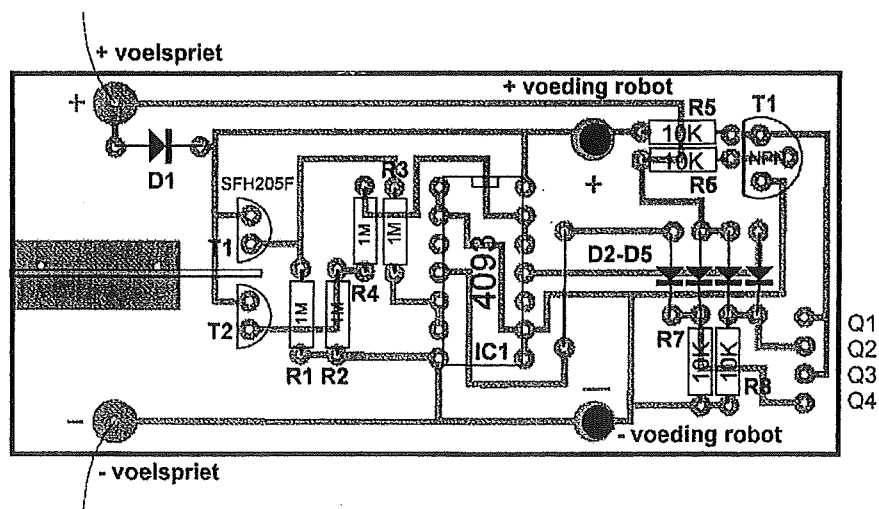 + voelspriet
+ voeding robot
T1
R5
+
10K
10K
NPN
D1
R3
SFH205F
R6
+
T1
1M
1M
D2-D5
4093
R4
1M
1M
T2
IC1
R7
Q1
Q2
10K
10K
R1
R2
R8
Q3
Q4
-
-
- voeding robot
- voelspriet